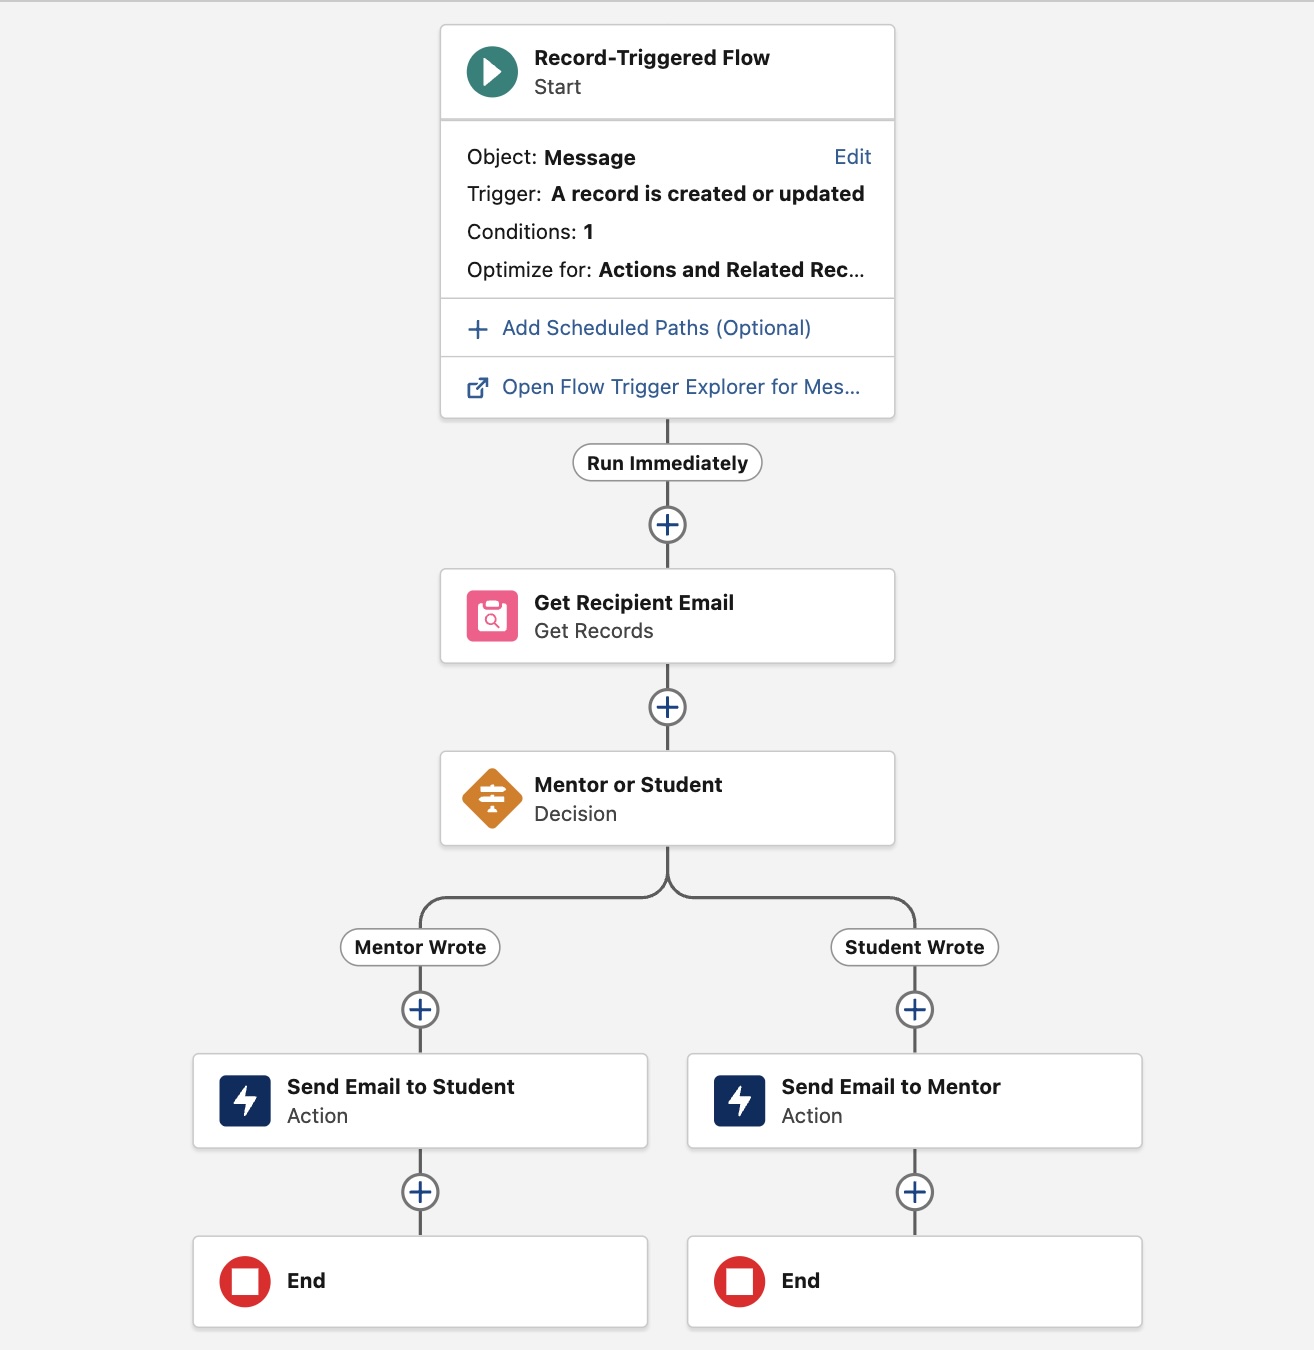 Record-Triggered Flow
Start
Object: Message Edit
Trigger: A record is created or updated
Conditions: 1
Optimize for: Actions and Related Rec...
Add Scheduled Paths (Optional)
Open Flow Trigger Explorer for Mes...
Run Immediately
Get Recipient Email
Get Records
Mentor or Student
Decision
Mentor Wrote
Student Wrote
Send Email to Student
Action
Send Email to Mentor
Action
End
End